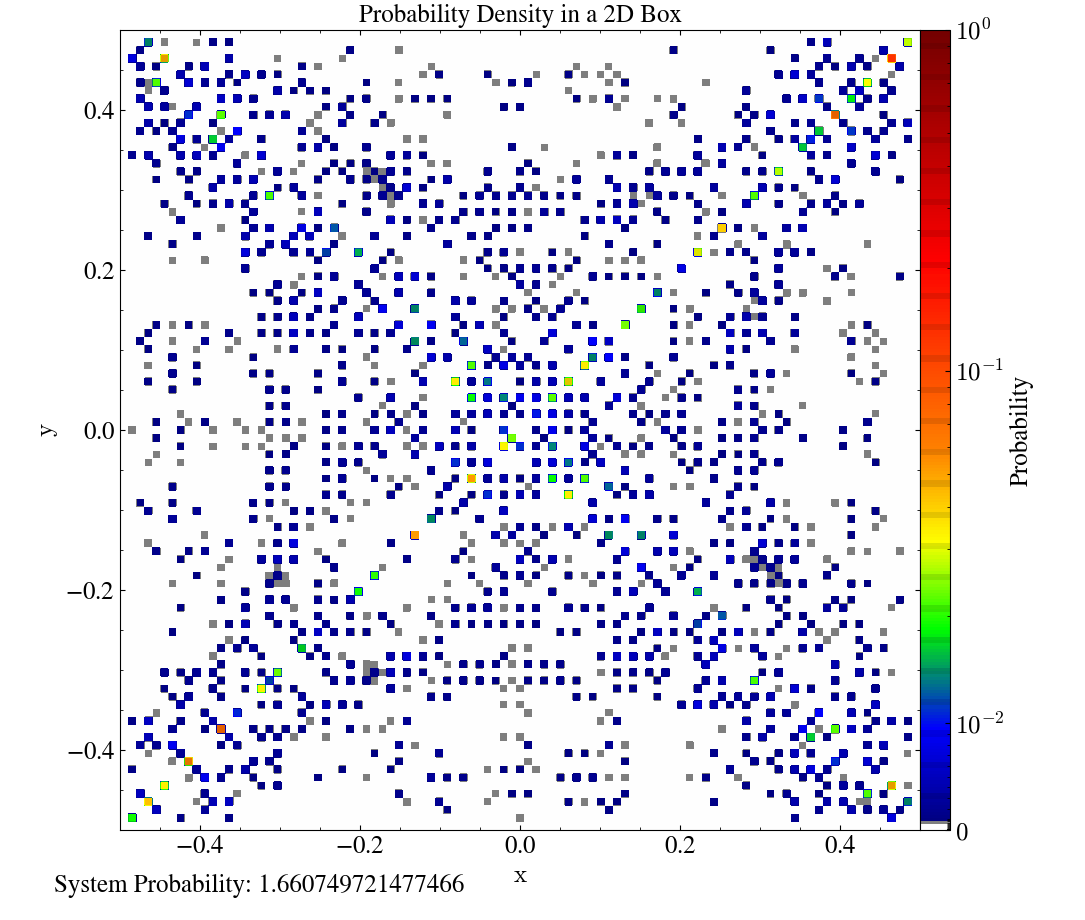 Probability Density in a 2D Box
10^0
0.4
0.2
10^-1
y
0.0
Probability
−0.2
10^-2
−0.4
0
−0.4 −0.2 0.0 0.2 0.4
x
System Probability: 1.660749721477466